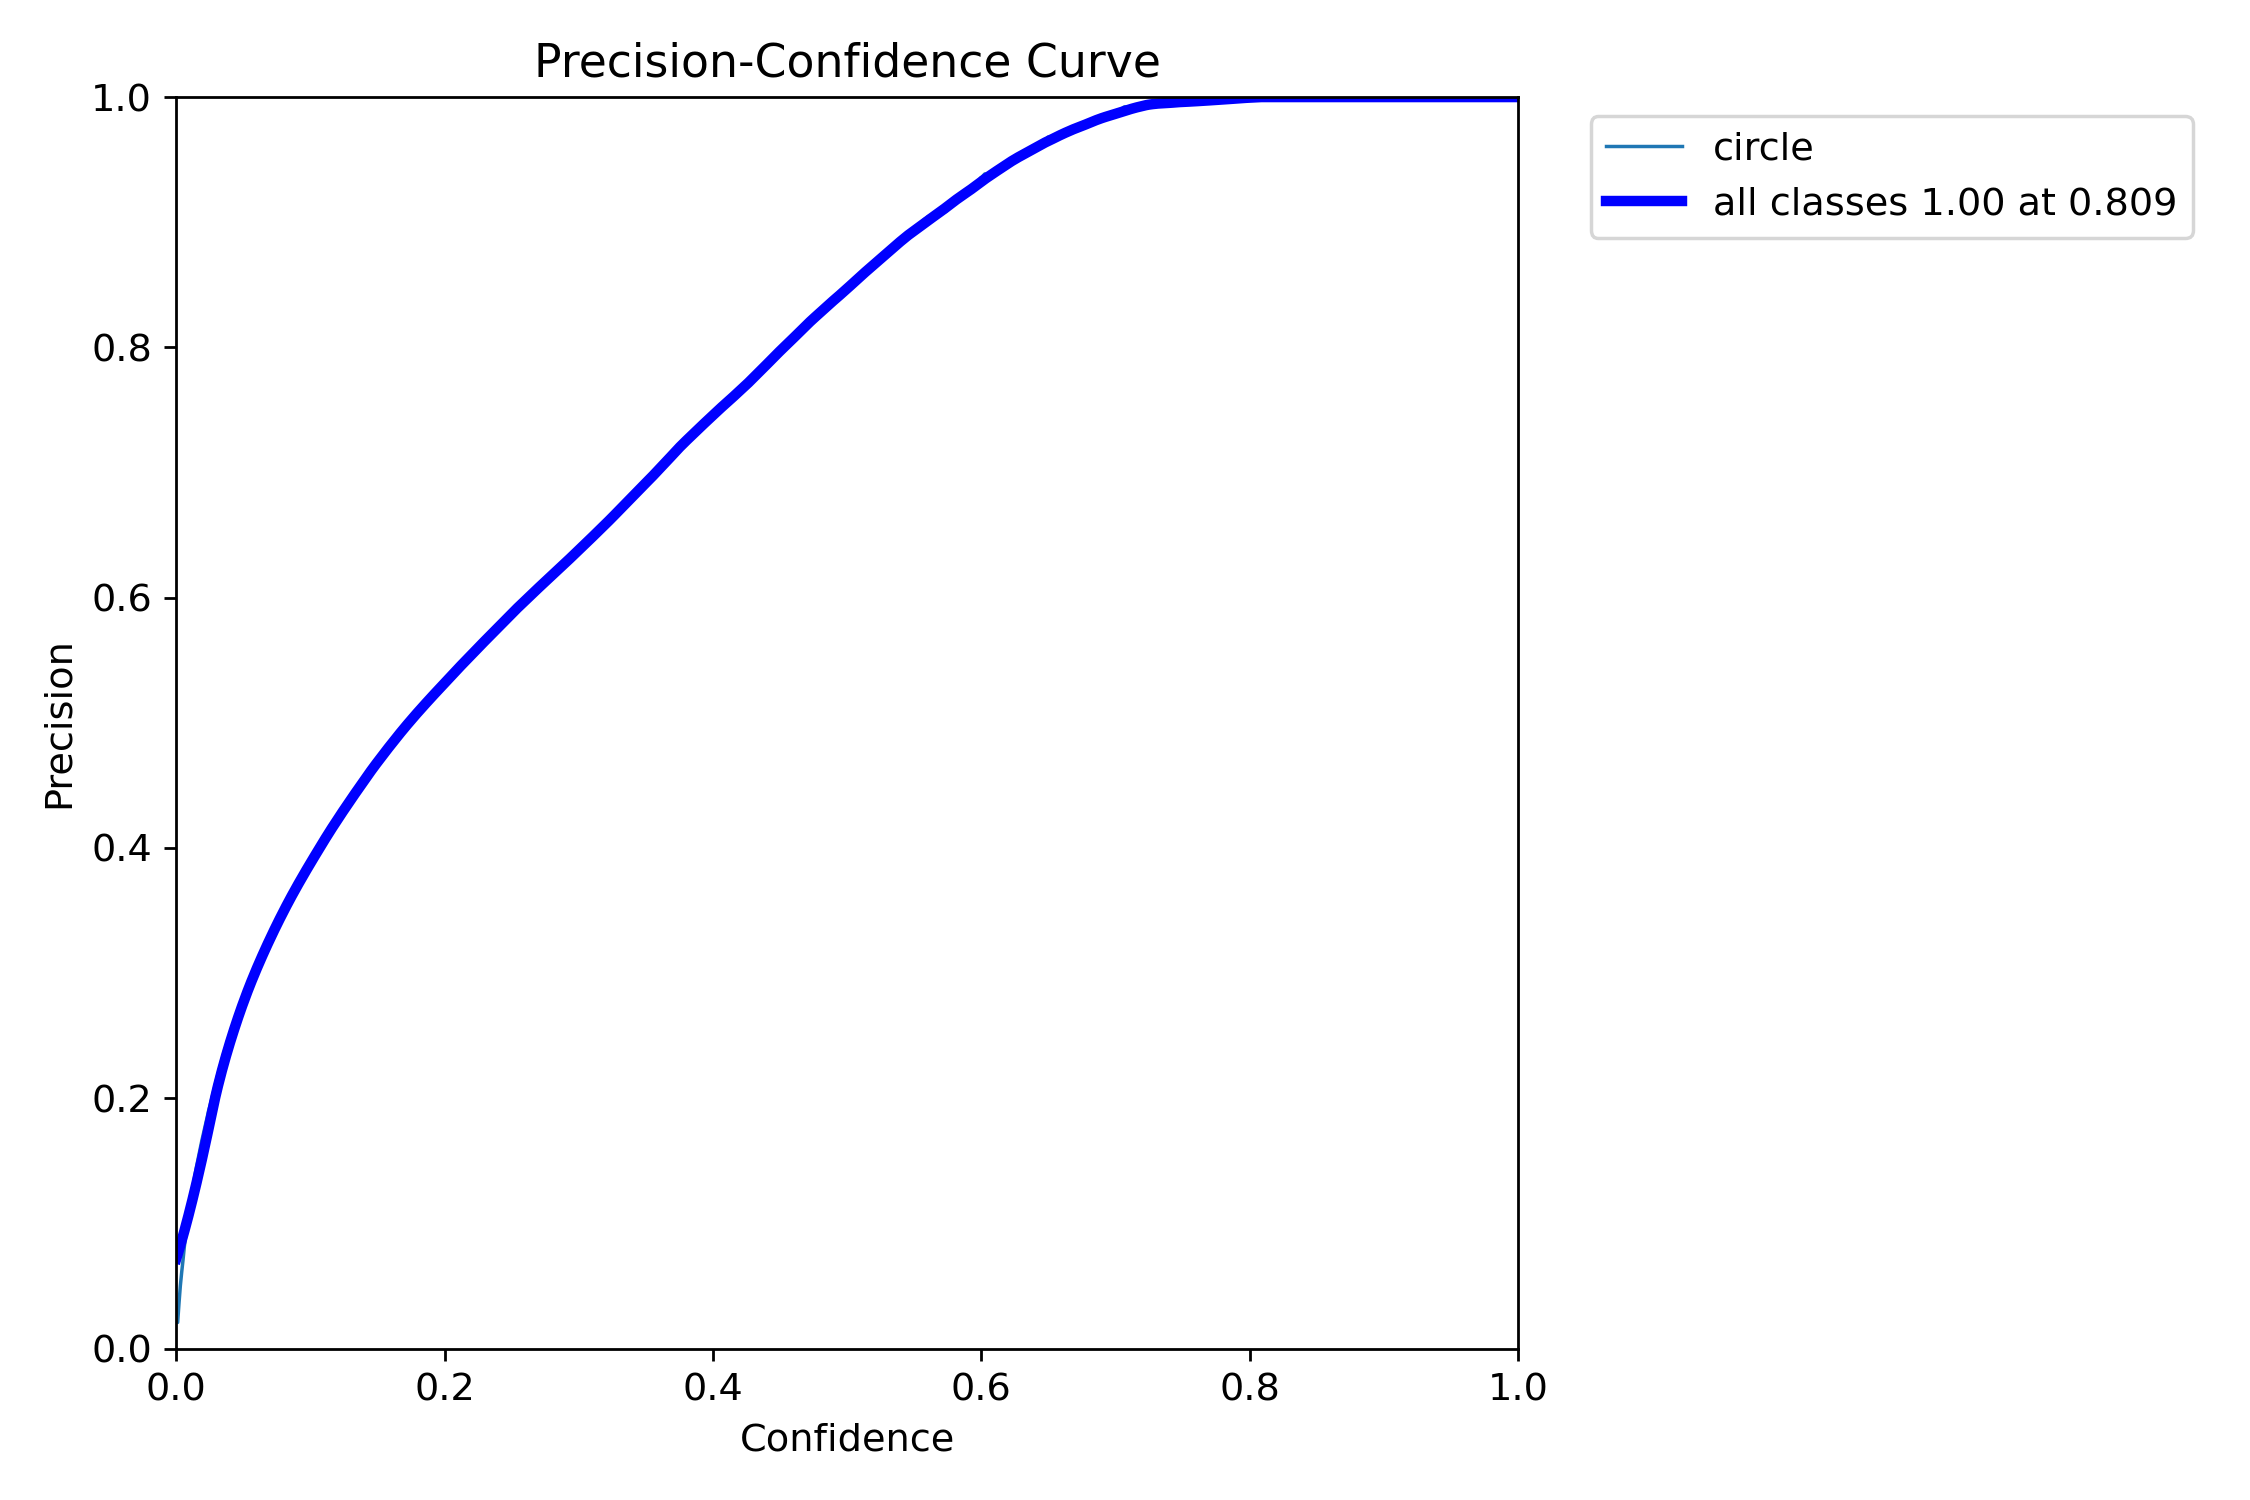 Precision-Confidence Curve
1.0
0.8
0.6
0.4
0.2
0.0
Precision
0.0 0.2 0.4 0.6 0.8 1.0
Confidence
circle
all classes 1.00 at 0.809